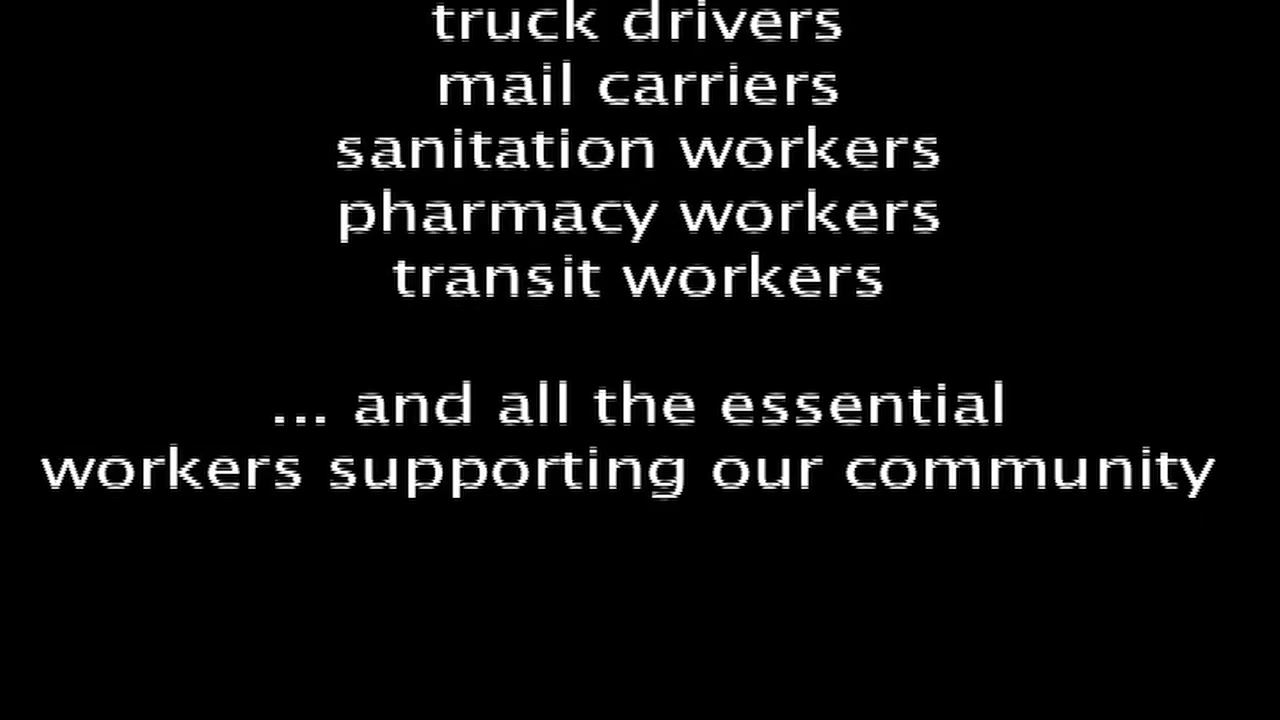 truck drivers
mail carriers
sanitation workers
pharmacy workers
transit workers
... and all the essential
workers supporting our community